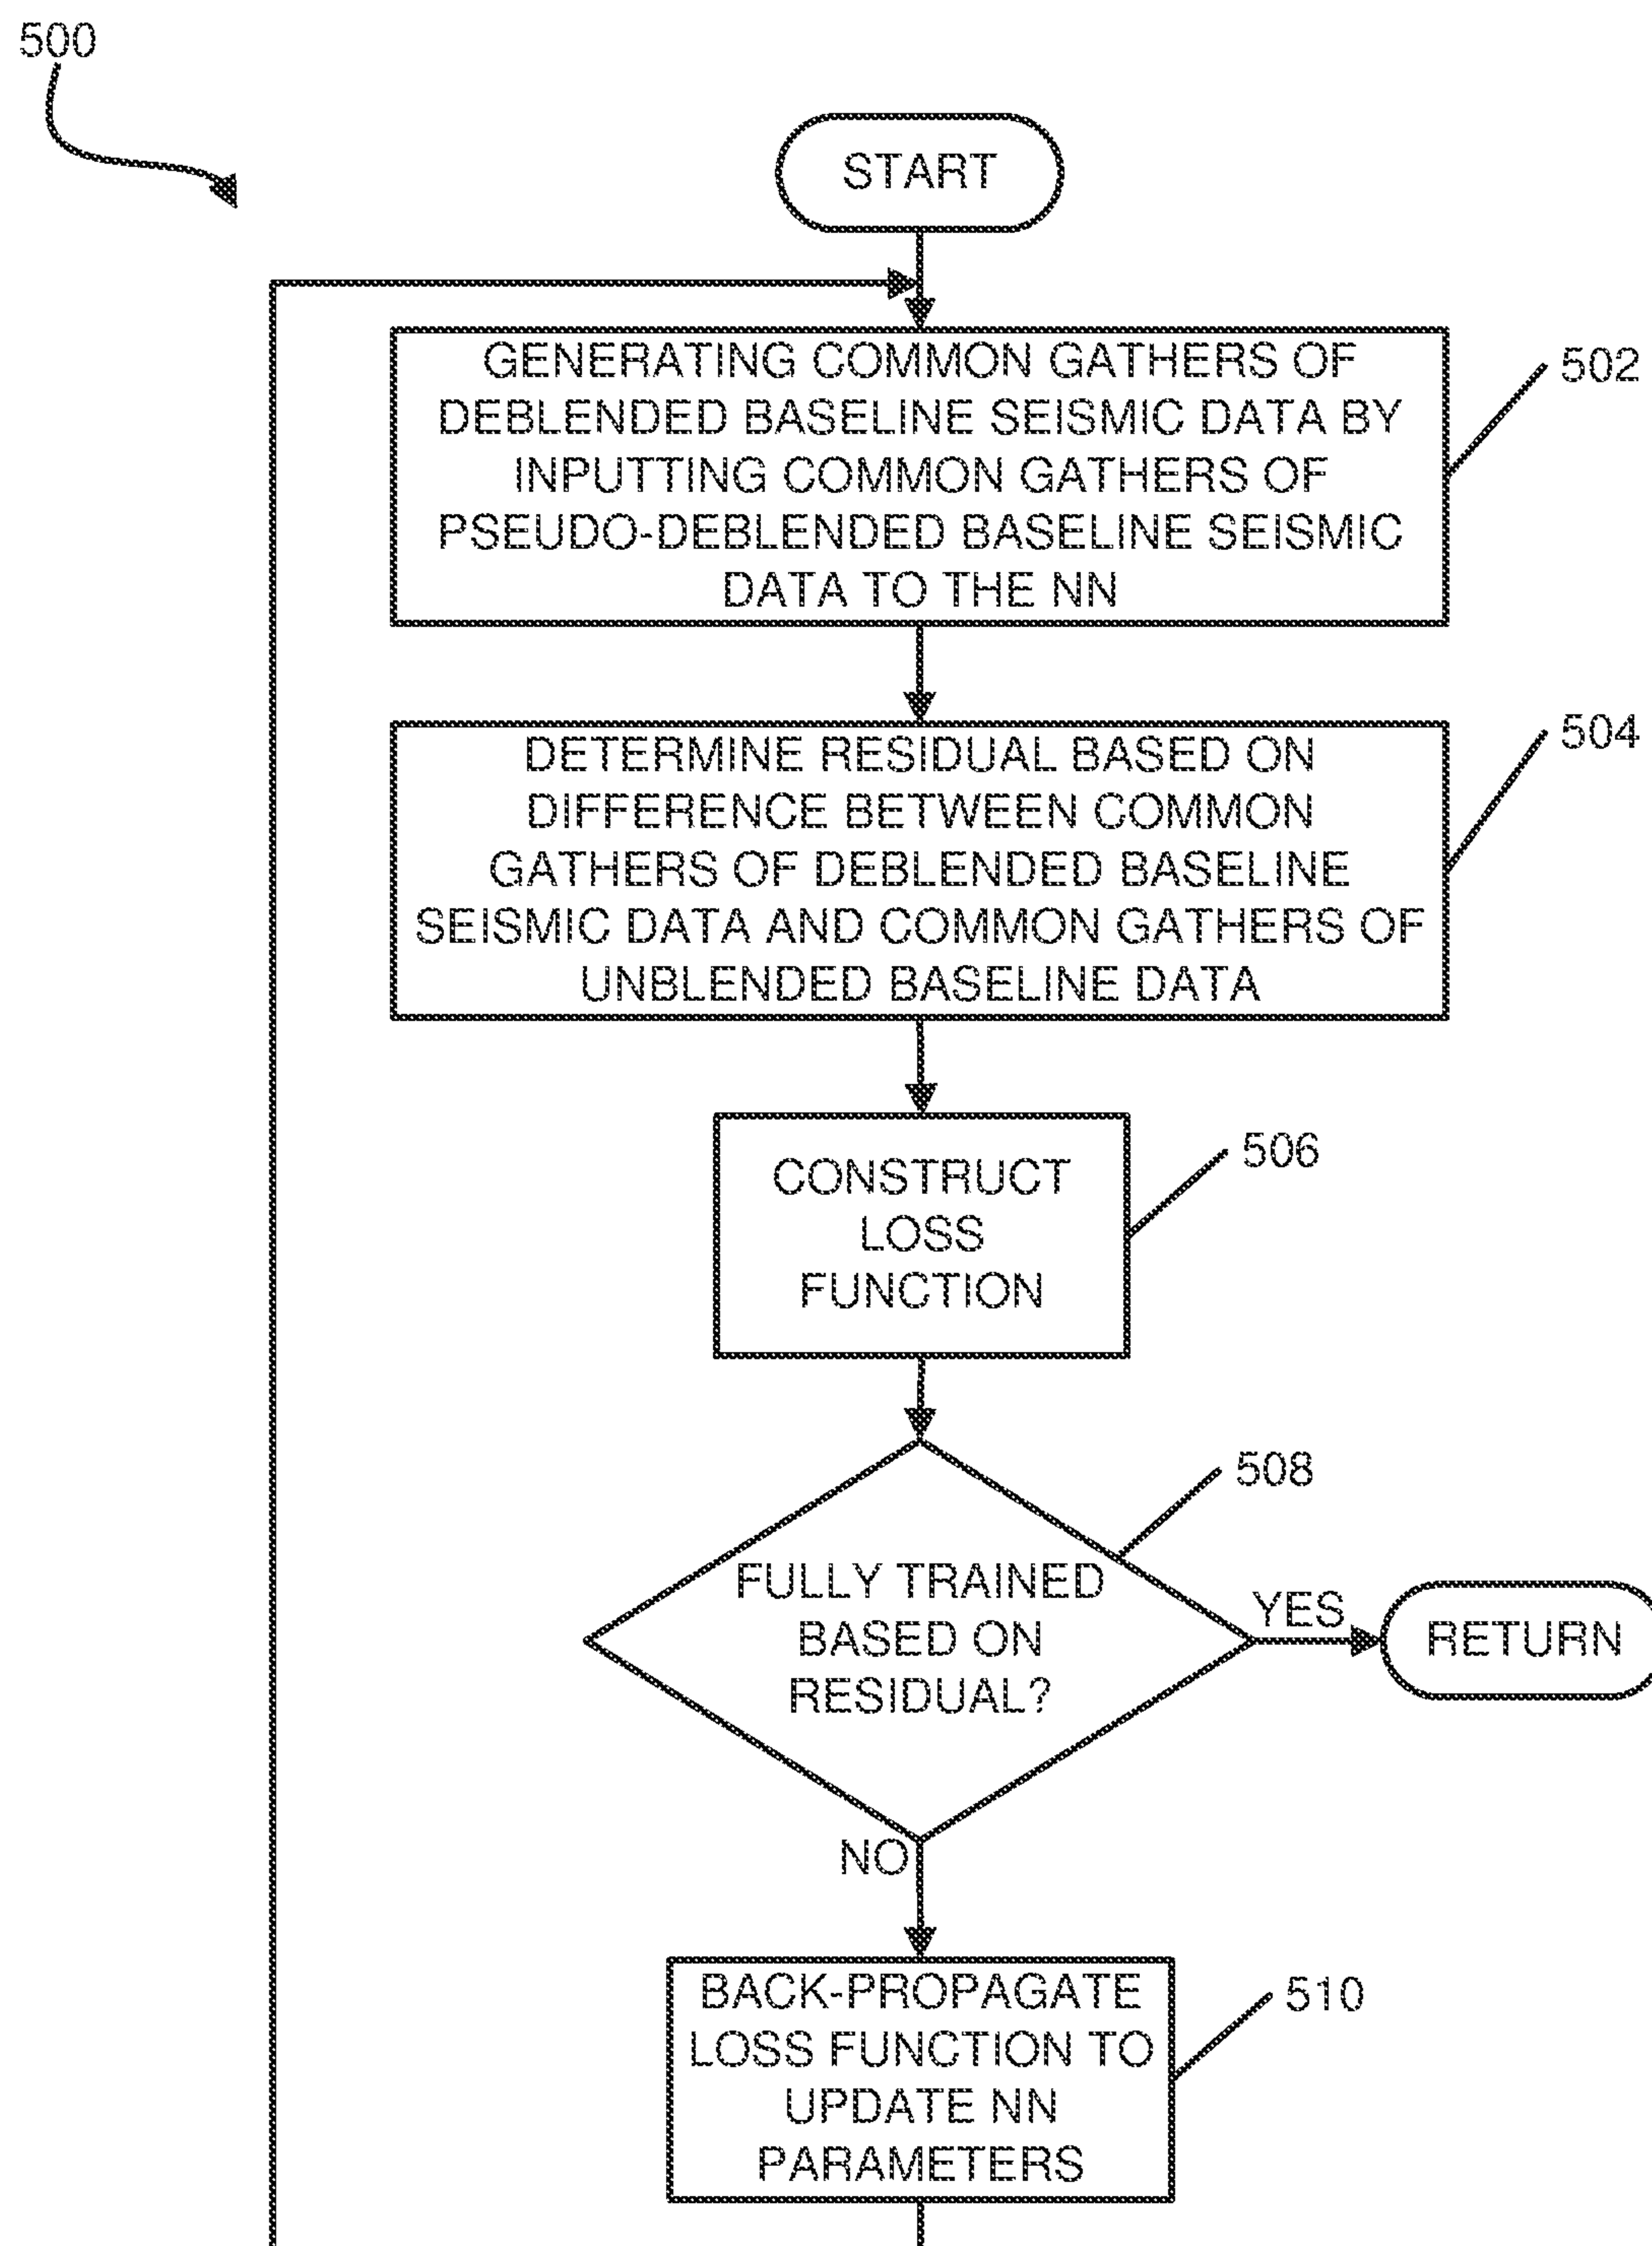 500
START
GENERATING COMMON GATHERS OF
DEBLENDED BASELINE SEISMIC DATA BY
INPUTTING COMMON GATHERS OF
PSEUDO-DEBLENDED BASELINE SEISMIC
DATA TO THE NN
502
DETERMINE RESIDUAL BASED ON
DIFFERENCE BETWEEN COMMON
GATHERS OF DEBLENDED BASELINE
SEISMIC DATA AND COMMON GATHERS OF
UNBLENDED BASELINE DATA
504
CONSTRUCT
LOSS
FUNCTION
506
FULLY TRAINED
BASED ON
RESIDUAL?
508
YES
RETURN
NO
BACK-PROPAGATE
LOSS FUNCTION TO
UPDATE NN
PARAMETERS
510